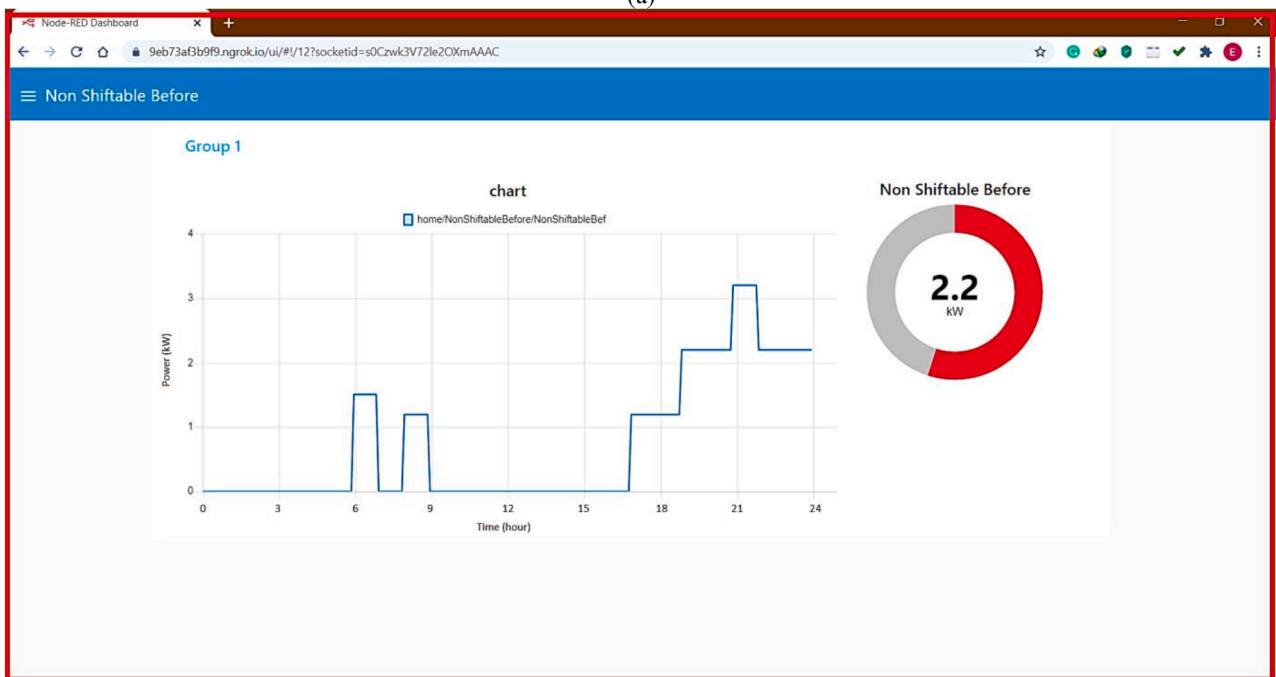 (a)
Node-RED Dashboard
9eb73af3b9f9.ngrok.io/ui/#!/12?socketid=s0Czwk3V72le2OXmAAAC
E
Non Shiftable Before
Group 1
chart
home/NonShiftableBefore/NonShiftableBef
4
3
2
1
0
Power (kW)
0 3 6 9 12 15 18 21 24
Time (hour)
Non Shiftable Before
2.2
kW